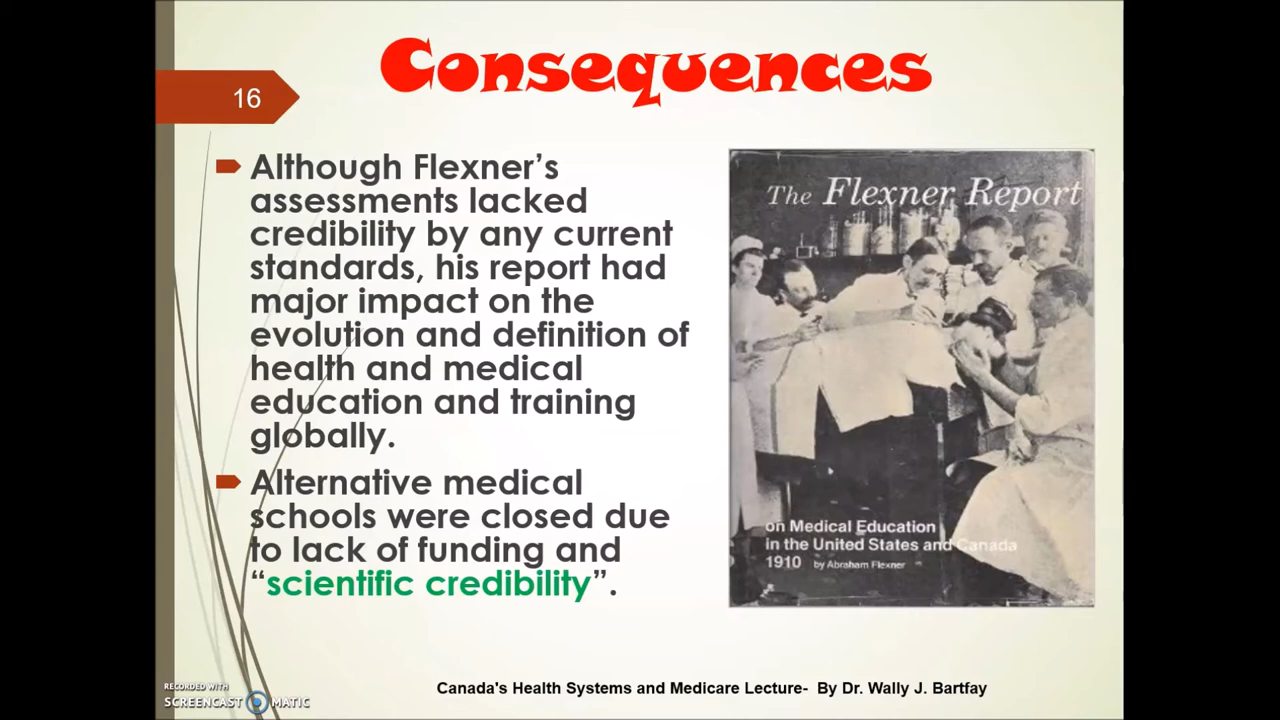 Consequences
16
Although Flexner’s
assessments lacked
credibility by any current
standards, his report had
major impact on the
evolution and definition of
health and medical
education and training
globally.
Alternative medical
schools were closed due
to lack of funding and
“scientific credibility”.
The Flexner Report
on Medical Education
in the United States and Canada
1910 by Abraham Flexner
Canada's Health Systems and Medicare Lecture- By Dr. Wally J. Bartfay
RECORDED WITH
SCREENCAST MATIC